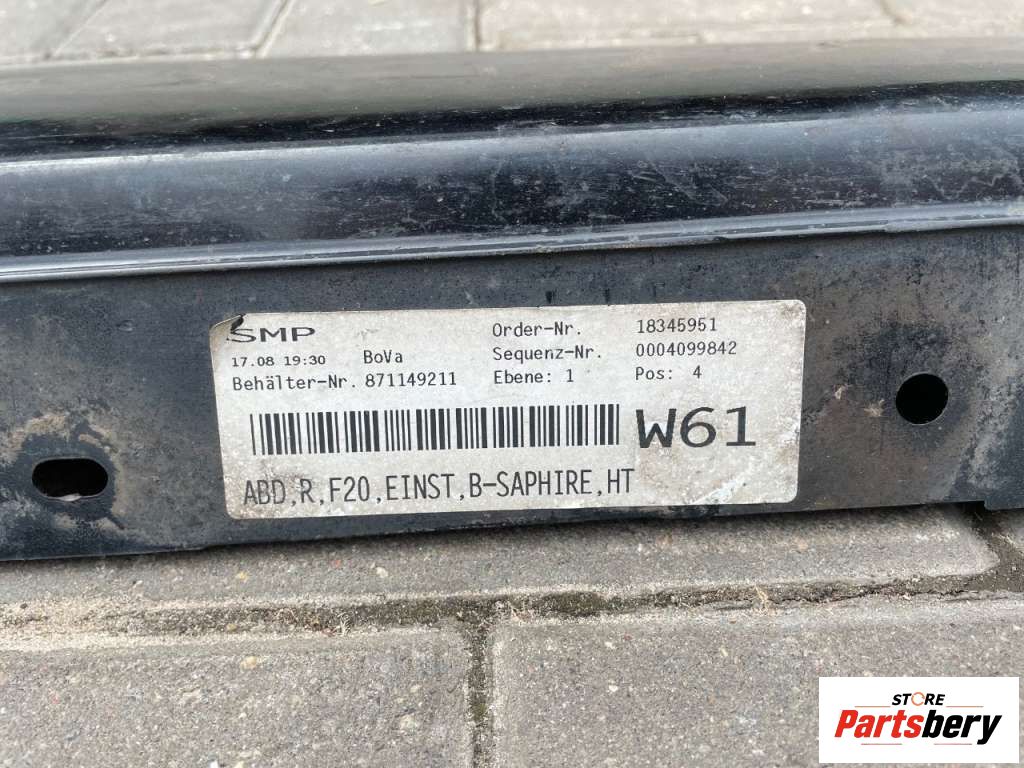 SMP
Order-Nr. 18345951
17.08 19:30 BoVa Sequenz-Nr. 0004099842
Behälter-Nr. 871149211 Ebene: 1 Pos: 4
W61
ABD,R,F20,EINST,B-SAPHIRE,HT
STORE
Partsbery